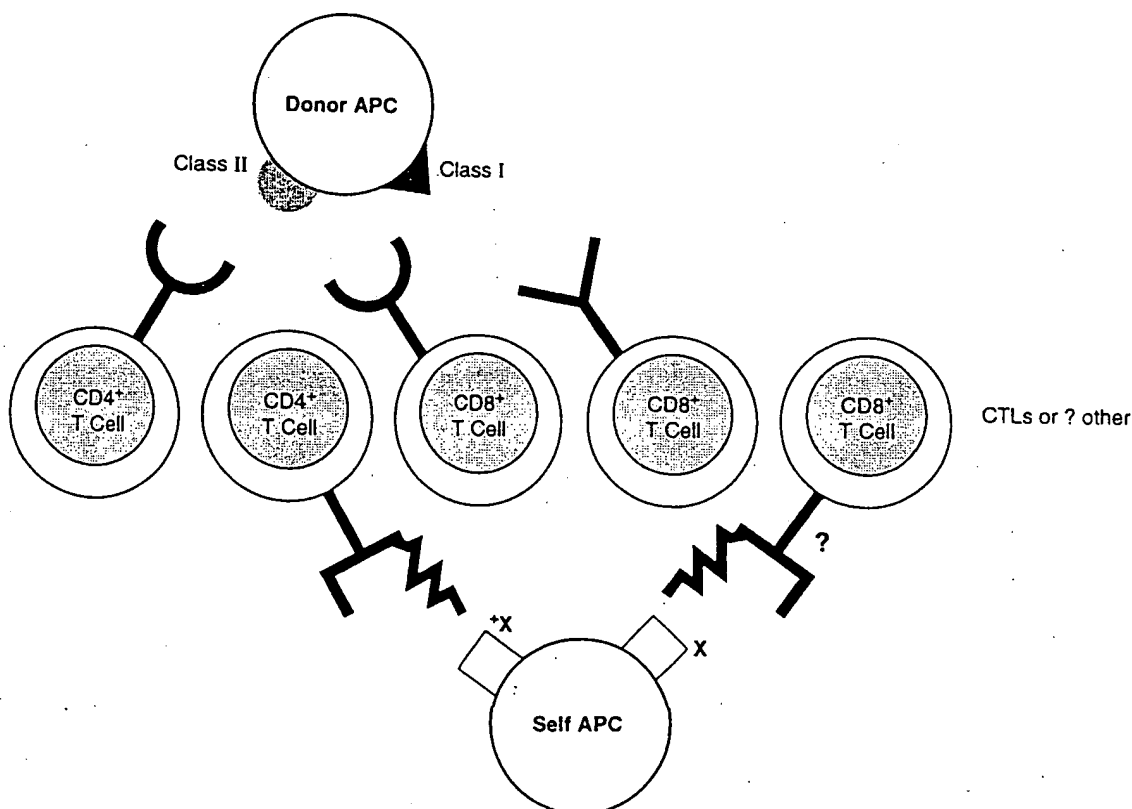 Donor APC
Class II
Class I
CD4+
T Cell
CD4+
T Cell
CD8+
T Cell
CD8+
T Cell
CD8+
T Cell
CTLs or ? other
?
+X
X
Self APC